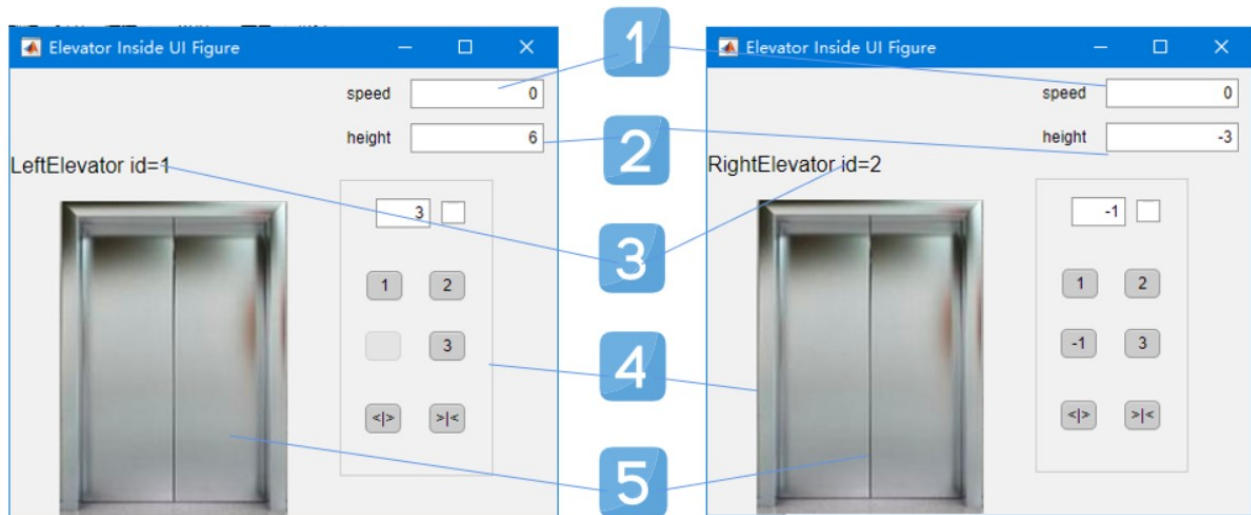 Elevator Inside UI Figure
speed 0
height 6
LeftElevator id=1
3
1 2
3
<|> >|<
1
2
3
4
5
Elevator Inside UI Figure
speed 0
height -3
RightElevator id=2
-1
1 2
-1 3
<|> >|<